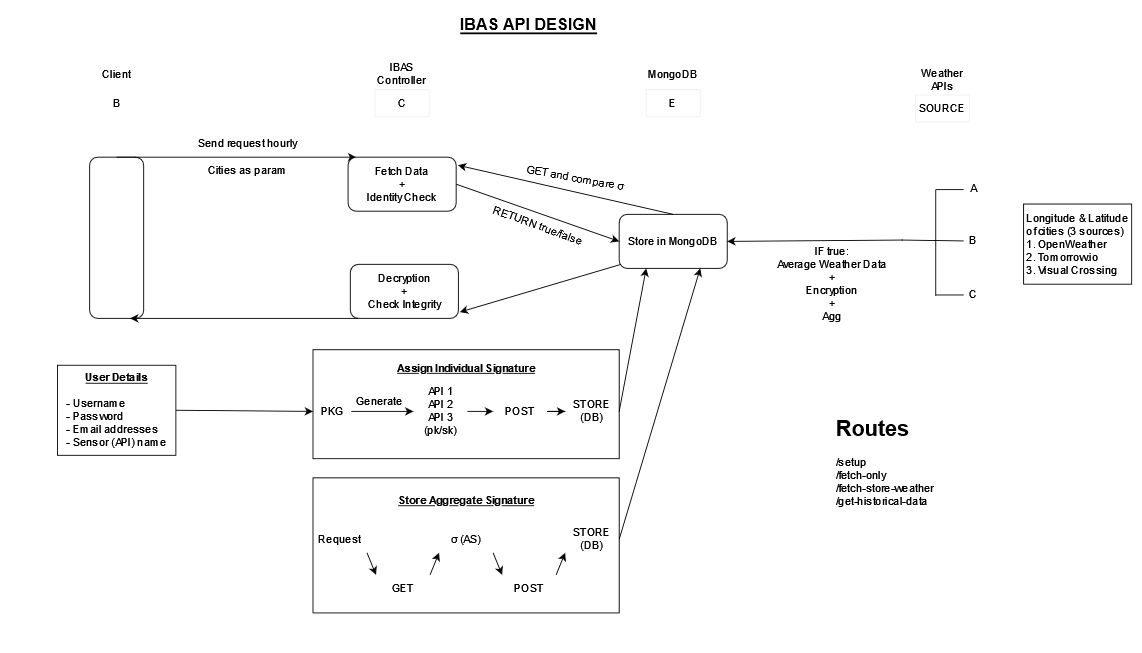 IBAS API DESIGN
Client
B
IBAS
Controller
C
MongoDB
E
Weather
APIs
SOURCE
Send request hourly
Cities as param
Fetch Data
+
Identity Check
GET and compare σ
RETURN true/false
Store in MongoDB
IF true:
Average Weather Data
+
Encryption
+
Agg
A
B
C
Longitude & Latitude
of cities (3 sources)
1. OpenWeather
2. Tomorrowio
3. Visual Crossing
Decryption
+
Check Integrity
User Details
- Username
- Password
- Email addresses
- Sensor (API) name
Assign Individual Signature
PKG
Generate
API 1
API 2
API 3
(pk/sk)
POST
STORE
(DB)
Store Aggregate Signature
Request
GET
σ (AS)
POST
STORE
(DB)
Routes
/setup
/fetch-only
/fetch-store-weather
/get-historical-data